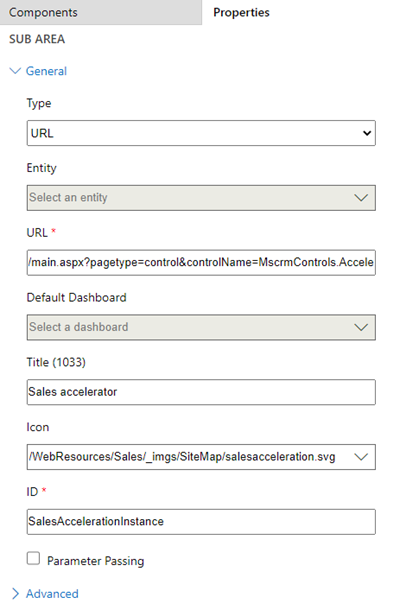 Components Properties
SUB AREA
General
Type
URL
Entity
Select an entity
URL *
/main.aspx?pagetype=control&controlName=MscrmControls.Accele
Default Dashboard
Select a dashboard
Title (1033)
Sales accelerator
Icon
/WebResources/Sales/_imgs/SiteMap/salesacceleration.svg
ID *
SalesAccelerationInstance
Parameter Passing
Advanced